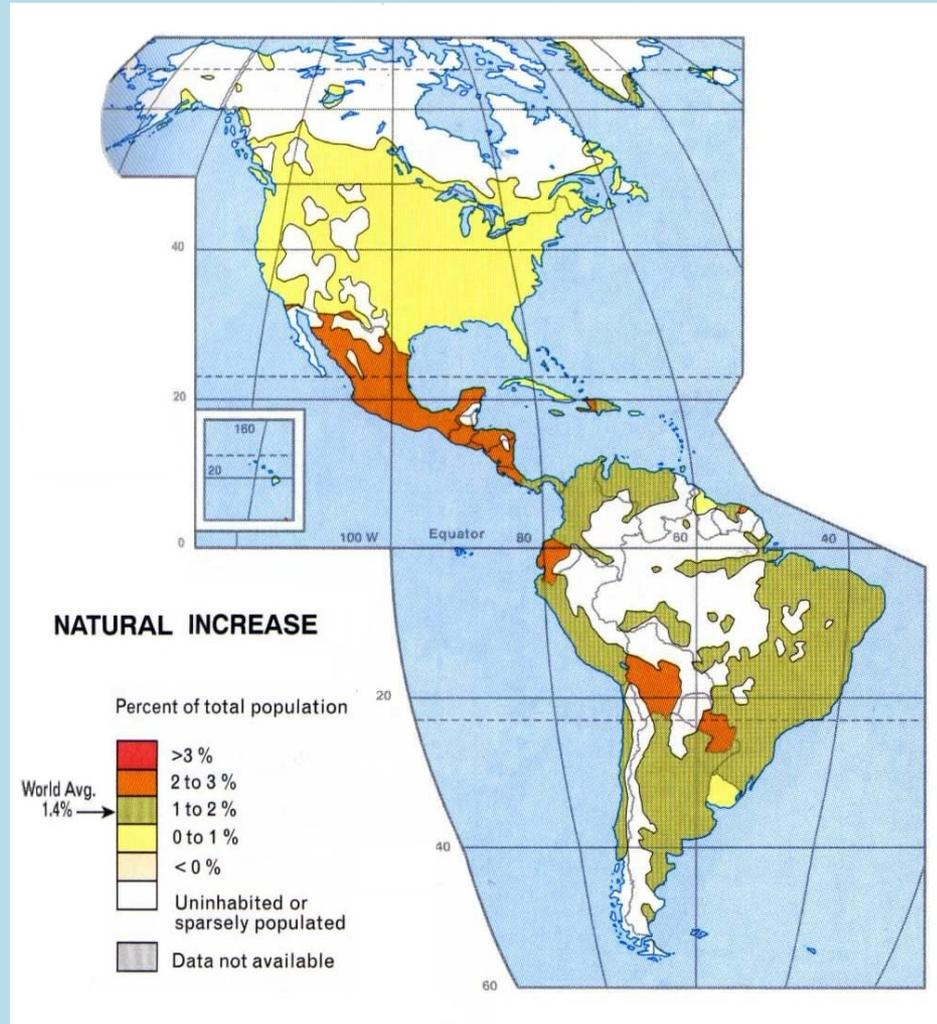 40
20
160
20
0
100 W
Equator
80
60
40
NATURAL INCREASE
20
Percent of total population
>3 %
World Avg.
2 to 3 %
1.4%
1 to 2 %
0 to 1 %
40
< 0 %
Uninhabited or
sparsely populated
Data not available
60